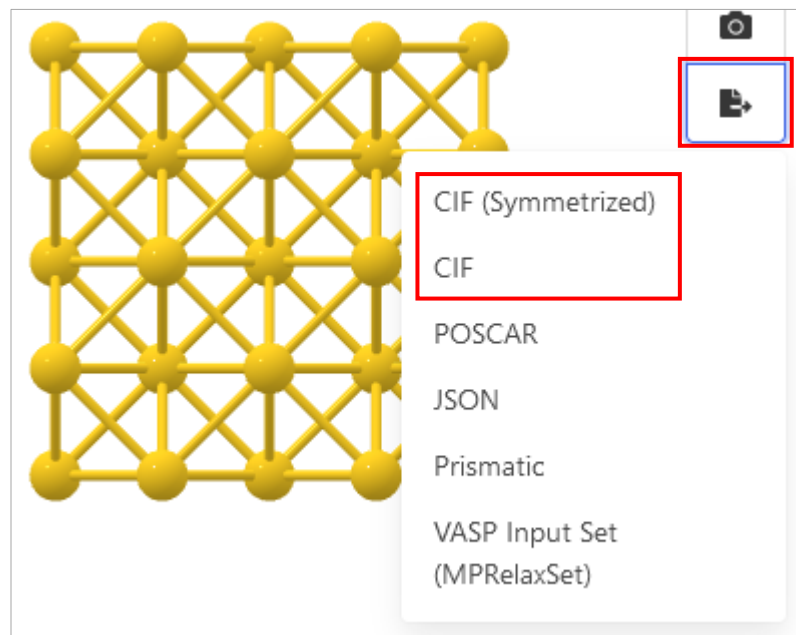 CIF (Symmetrized)
CIF
POSCAR
JSON
Prismatic
VASP Input Set
(MPRelaxSet)